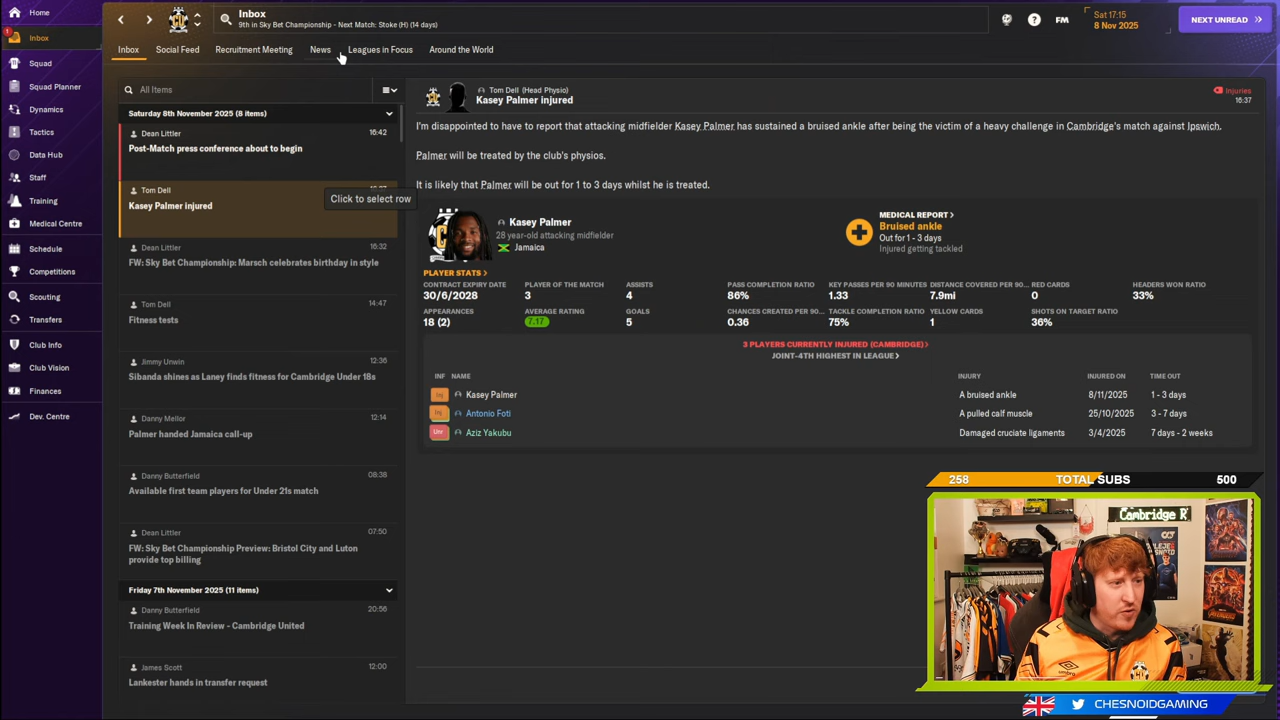 Home
Inbox
Squad
Squad Planner
Dynamics
Tactics
Data Hub
Staff
Training
Medical Centre
Schedule
Competitions
Scouting
Transfers
Club Info
Club Vision
Finances
Dev. Centre
Inbox
9th in Sky Bet Championship - Next Match: Stoke (H) (14 days)
FM
Sat 17:15
8 Nov 2025
NEXT UNREAD
Inbox
Social Feed
Recruitment Meeting
News
Leagues in Focus
Around the World
All Items
Saturday 8th November 2025 (8 items)
Dean Littler
16:42
Post-Match press conference about to begin
Tom Dell
Kasey Palmer injured
Click to select row
Dean Littler
16:32
FW: Sky Bet Championship: Marsch celebrates birthday in style
Tom Dell
14:47
Fitness tests
Jimmy Unwin
12:36
Sibanda shines as Laney finds fitness for Cambridge Under 18s
Danny Mellor
12:14
Palmer handed Jamaica call-up
Danny Butterfield
08:38
Available first team players for Under 21s match
Dean Littler
07:50
FW: Sky Bet Championship Preview: Bristol City and Luton
provide top billing
Friday 7th November 2025 (11 items)
Danny Butterfield
20:56
Training Week In Review - Cambridge United
James Scott
12:00
Lankester hands in transfer request
Tom Dell (Head Physio)
Kasey Palmer injured
Injuries
16:37
I'm disappointed to have to report that attacking midfielder Kasey Palmer has sustained a bruised ankle after being the victim of a heavy challenge in Cambridge's match against Ipswich.
Palmer will be treated by the club's physios.
It is likely that Palmer will be out for 1 to 3 days whilst he is treated.
Kasey Palmer
28 year-old attacking midfielder
Jamaica
MEDICAL REPORT
Bruised ankle
Out for 1 - 3 days
Injured getting tackled
PLAYER STATS
CONTRACT EXPIRY DATE
30/6/2028
PLAYER OF THE MATCH
3
ASSISTS
4
PASS COMPLETION RATIO
86%
KEY PASSES PER 90 MINUTES
1.33
DISTANCE COVERED PER 90...
7.9mi
RED CARDS
0
HEADERS WON RATIO
33%
APPEARANCES
18 (2)
AVERAGE RATING
7.17
GOALS
5
CHANCES CREATED PER 90...
0.36
TACKLE COMPLETION RATIO
75%
YELLOW CARDS
1
SHOTS ON TARGET RATIO
36%
3 PLAYERS CURRENTLY INJURED (CAMBRIDGE)
JOINT-4TH HIGHEST IN LEAGUE
INF NAME
INJURY
INJURED ON
TIME OUT
Inj Kasey Palmer
A bruised ankle
8/11/2025
1 - 3 days
Inj Antonio Foti
A pulled calf muscle
25/10/2025
3 - 7 days
Unr Aziz Yakubu
Damaged cruciate ligaments
3/4/2025
7 days - 2 weeks
258
TOTAL SUBS
500
Cambridge
umbro
CHESNOIDGAMING